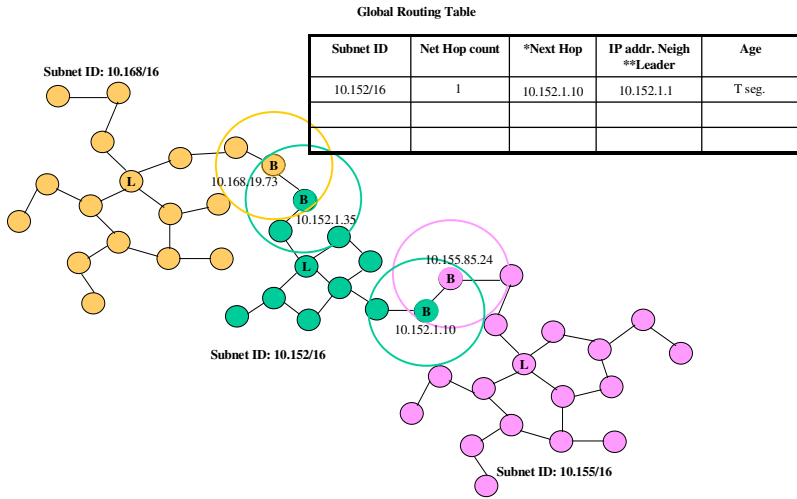 Global Routing Table
Subnet ID
Net Hop count
*Next Hop
IP addr. Neigh
**Leader
Age
10.152/16
1
10.152.1.10
10.152.1.1
T seg.
Subnet ID: 10.168/16
B
L
10.168.19.73
B
10.152.1.35
10.155.85.24
L
B
B
10.152.1.10
Subnet ID: 10.152/16
L
Subnet ID: 10.155/16